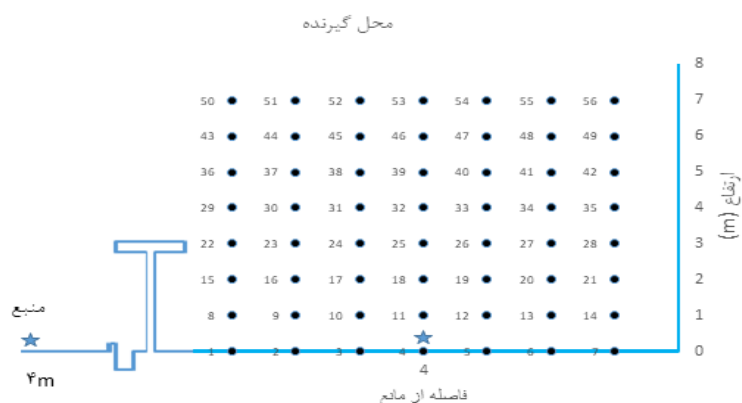 محل گیرنده
8
50 51 52 53 54 55 56 7
43 44 45 46 47 48 49 6
36 37 38 39 40 41 42 5
29 30 31 32 33 34 35 4
ارتفاع (m)
22 23 24 25 26 27 28 3
15 16 17 18 19 20 21 2
منبع
8 9 10 11 12 13 14 1
1 2 3 4 5 6 7 0
۴m
4
فاصله از مانع